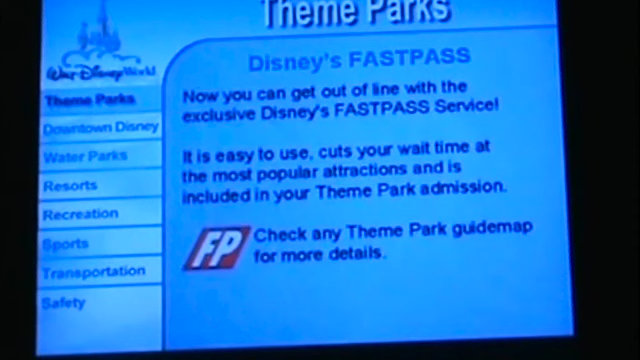 Theme Parks
Walt Disney World
Theme Parks
Downtown Disney
Water Parks
Resorts
Recreation
Sports
Transportation
Safety
Disney's FASTPASS
Now you can get out of line with the
exclusive Disney's FASTPASS Service!
It is easy to use, cuts your wait time at
the most popular attractions and is
included in your Theme Park admission.
FP
Check any Theme Park guidemap
for more details.